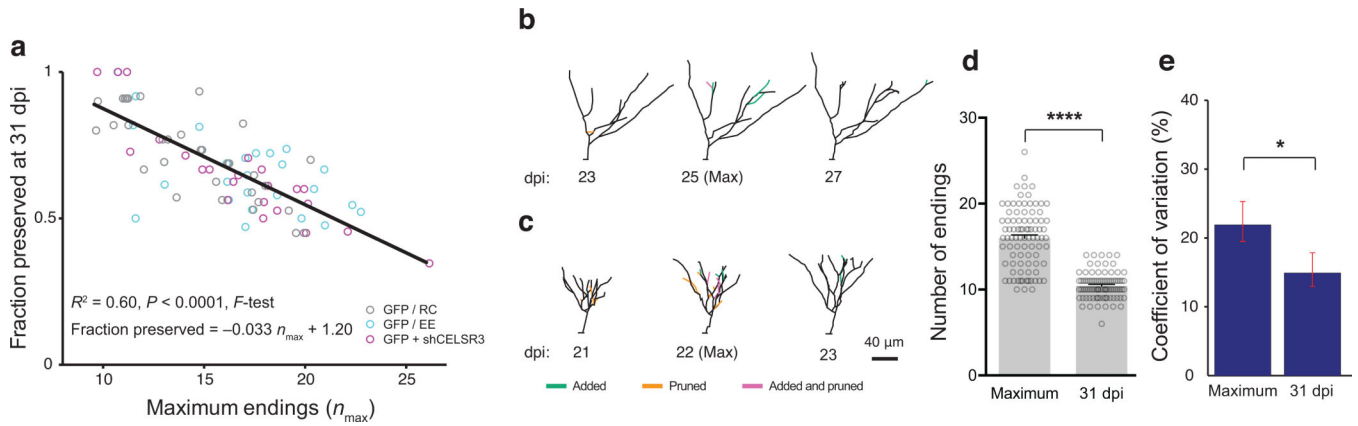 a
Fraction preserved at 31 dpi
1
0.5
0
10 15 20 25
Maximum endings (nmax)
R² = 0.60, P < 0.0001, F-test
Fraction preserved = –0.033 nmax + 1.20
GFP / RC
GFP / EE
GFP + shCELSR3
b
dpi: 23 25 (Max) 27
c
dpi: 21 22 (Max) 23
40 µm
Added Pruned Added and pruned
d
Number of endings
30
20
10
0
****
Maximum 31 dpi
e
Coefficient of variation (%)
40
30
20
10
0
*
Maximum 31 dpi